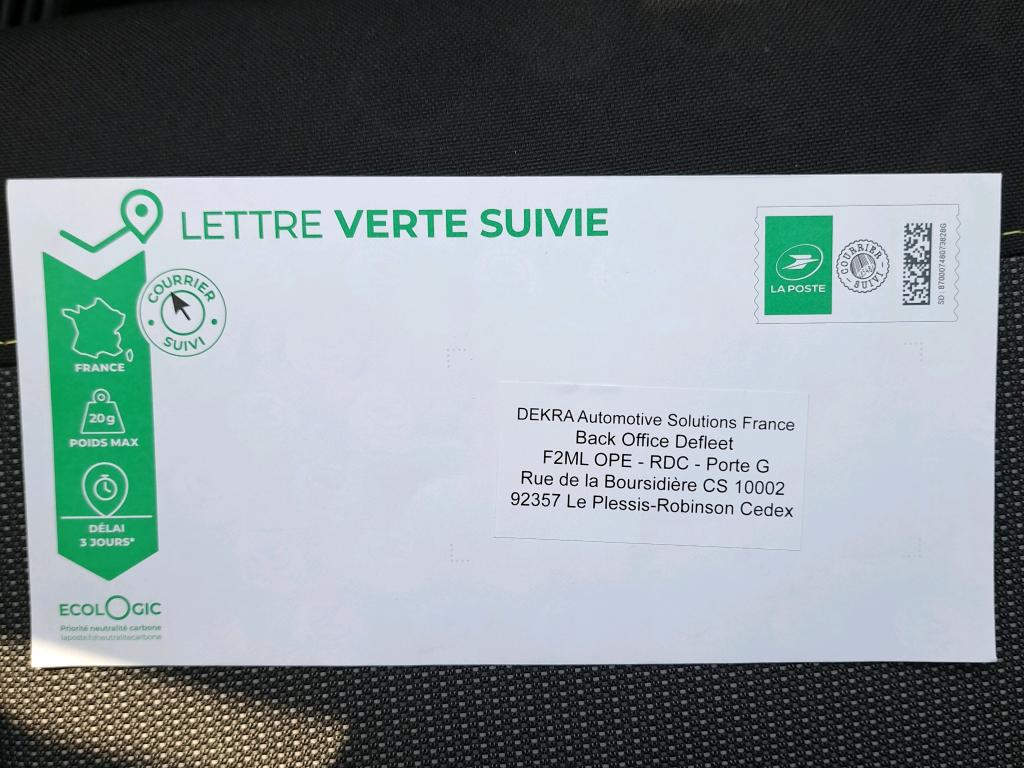 LETTRE VERTE SUIVIE
COURRIER
SUIVI
FRANCE
20 g
POIDS MAX
DÉLAI
3 JOURS*
ECOLOGIC
Priorité neutralité carbone
laposte.fr/neutralitecarbone
LA POSTE
COURRIER
SUIVI
DEKRA Automotive Solutions France
Back Office Defleet
F2ML OPE - RDC - Porte G
Rue de la Boursidière CS 10002
92357 Le Plessis-Robinson Cedex